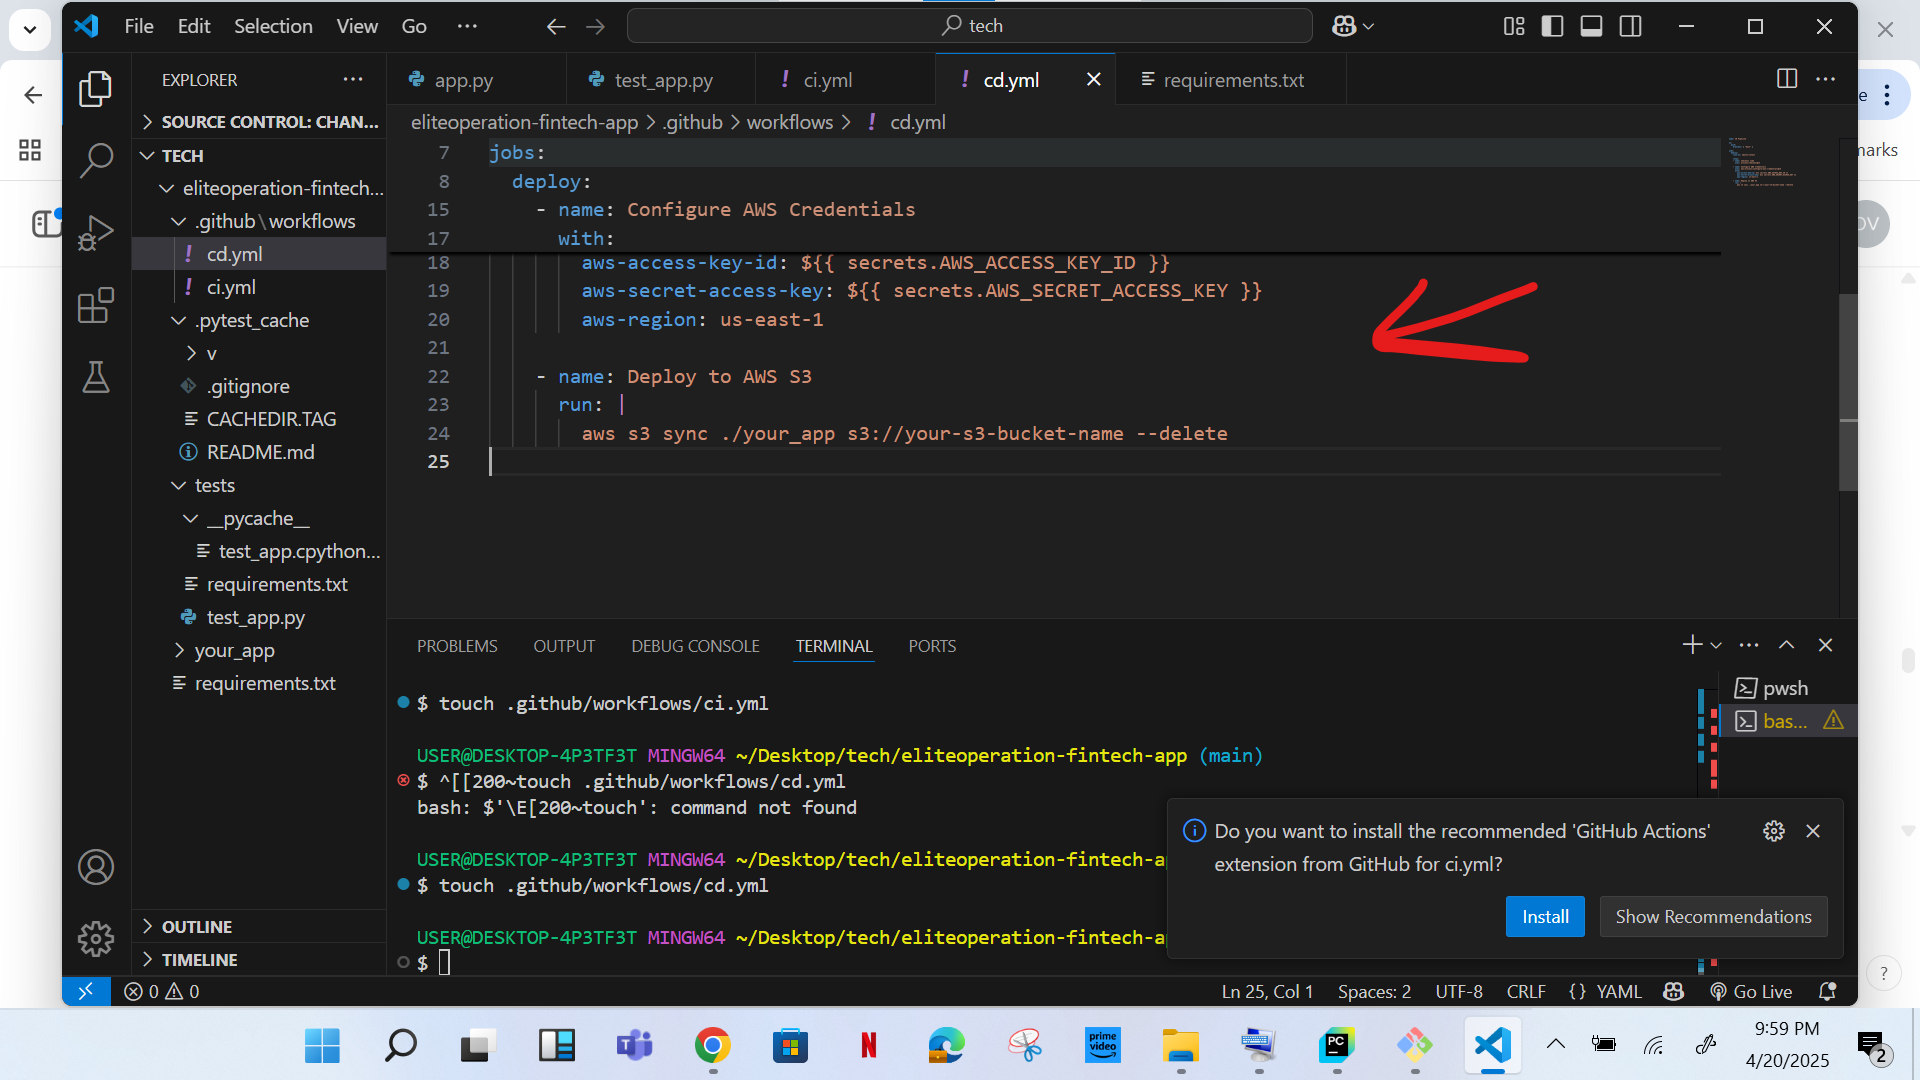 File Edit Selection View Go ··· tech
EXPLORER ···
SOURCE CONTROL: CHAN...
TECH
eliteoperation-fintech...
.github\workflows
! cd.yml
! ci.yml
.pytest_cache
v
.gitignore
CACHEDIR.TAG
README.md
tests
__pycache__
test_app.cpython...
requirements.txt
test_app.py
your_app
requirements.txt
OUTLINE
TIMELINE
app.py test_app.py ! ci.yml ! cd.yml requirements.txt
eliteoperation-fintech-app > .github > workflows > ! cd.yml
7 jobs:
8 deploy:
15 - name: Configure AWS Credentials
17 with:
18 aws-access-key-id: ${{ secrets.AWS_ACCESS_KEY_ID }}
19 aws-secret-access-key: ${{ secrets.AWS_SECRET_ACCESS_KEY }}
20 aws-region: us-east-1
21
22 - name: Deploy to AWS S3
23 run: |
24 aws s3 sync ./your_app s3://your-s3-bucket-name --delete
25
PROBLEMS OUTPUT DEBUG CONSOLE TERMINAL PORTS
$ touch .github/workflows/ci.yml
USER@DESKTOP-4P3TF3T MINGW64 ~/Desktop/tech/eliteoperation-fintech-app (main)
$ ^[[200~touch .github/workflows/cd.yml
bash: $'\E[200~touch': command not found
USER@DESKTOP-4P3TF3T MINGW64 ~/Desktop/tech/eliteoperation-fintech-ap
$ touch .github/workflows/cd.yml
USER@DESKTOP-4P3TF3T MINGW64 ~/Desktop/tech/eliteoperation-fintech-ap
$
pwsh
bas...
Do you want to install the recommended 'GitHub Actions'
extension from GitHub for ci.yml?
Install Show Recommendations
0 0 Ln 25, Col 1 Spaces: 2 UTF-8 CRLF {} YAML Go Live
e
narks
DV
?
prime
video
PC
9:59 PM
4/20/2025
2